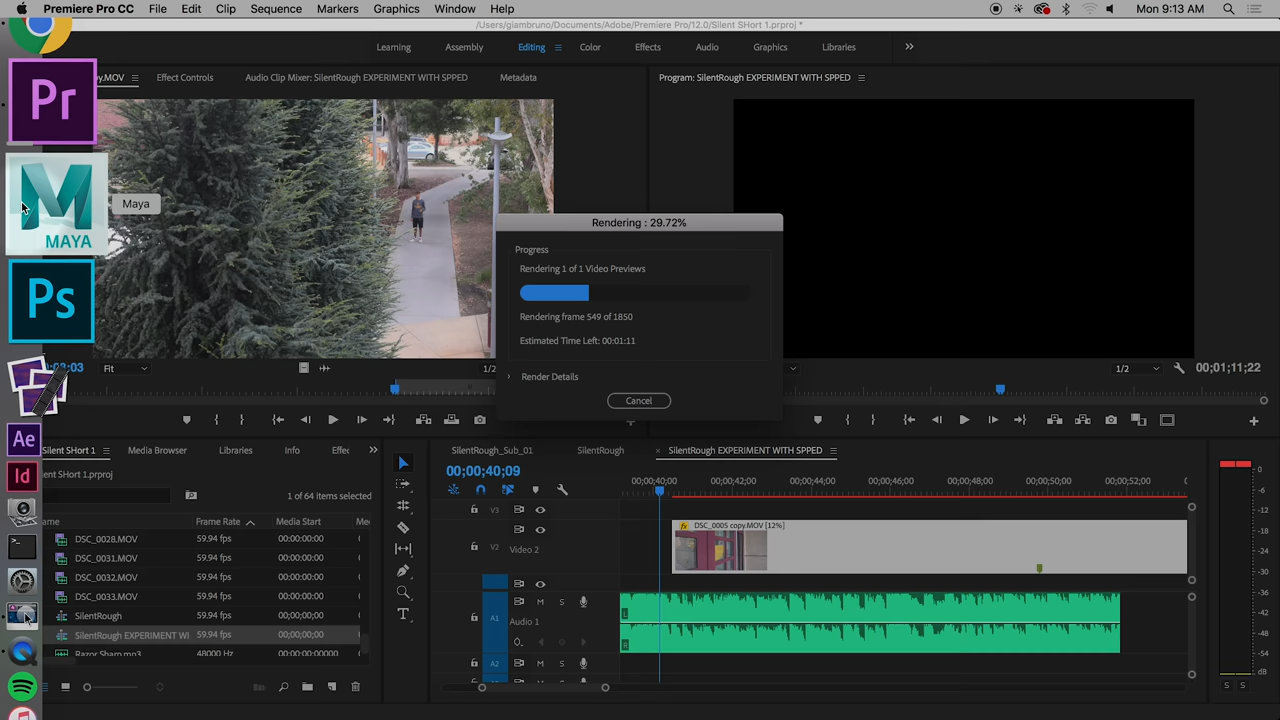 Premiere Pro CC File Edit Clip Sequence Markers Graphics Window Help Mon 9:13 AM
/Users/giambruno/Documents/Adobe/Premiere Pro/12.0/Silent SHort 1.prproj *
Learning Assembly Editing Color Effects Audio Graphics Libraries
py.MOV Effect Controls Audio Clip Mixer: SilentRough EXPERIMENT WITH SPPED Metadata Program: SilentRough EXPERIMENT WITH SPPED
Pr
MAYA
Maya
Ps
Ae
Id
Rendering : 29.72%
Progress
Rendering 1 of 1 Video Previews
Rendering frame 549 of 1850
Estimated Time Left: 00:01:11
Render Details
Cancel
Fit 1/2 1/2 00;01;11;22
Silent SHort 1 Media Browser Libraries Info Effec
ent SHort 1.prproj
1 of 64 items selected
ame Frame Rate Media Start Me
DSC_0028.MOV 59.94 fps 00:00:00:00 0
DSC_0031.MOV 59.94 fps 00:00:00:00 0
DSC_0032.MOV 59.94 fps 00:00:00:00 0
DSC_0033.MOV 59.94 fps 00:00:00:00 0
SilentRough 59.94 fps 00;00;00;00 0
SilentRough EXPERIMENT WI 59.94 fps 00;00;00;00 0
Razor Sharp.mp3 48000 Hz 00:00:00:00000
SilentRough_Sub_01 SilentRough SilentRough EXPERIMENT WITH SPPED
00;00;40;09
00;00;40;00 00;00;42;00 00;00;44;00 00;00;46;00 00;00;48;00 00;00;50;00 00;00;52;00
V3
DSC_0005 copy.MOV [12%]
V2 Video 2
A1 M S
Audio 1
L
R
A2 M S
0
-6
-12
-18
-24
-30
-36
-42
-48
-54
dB
S S